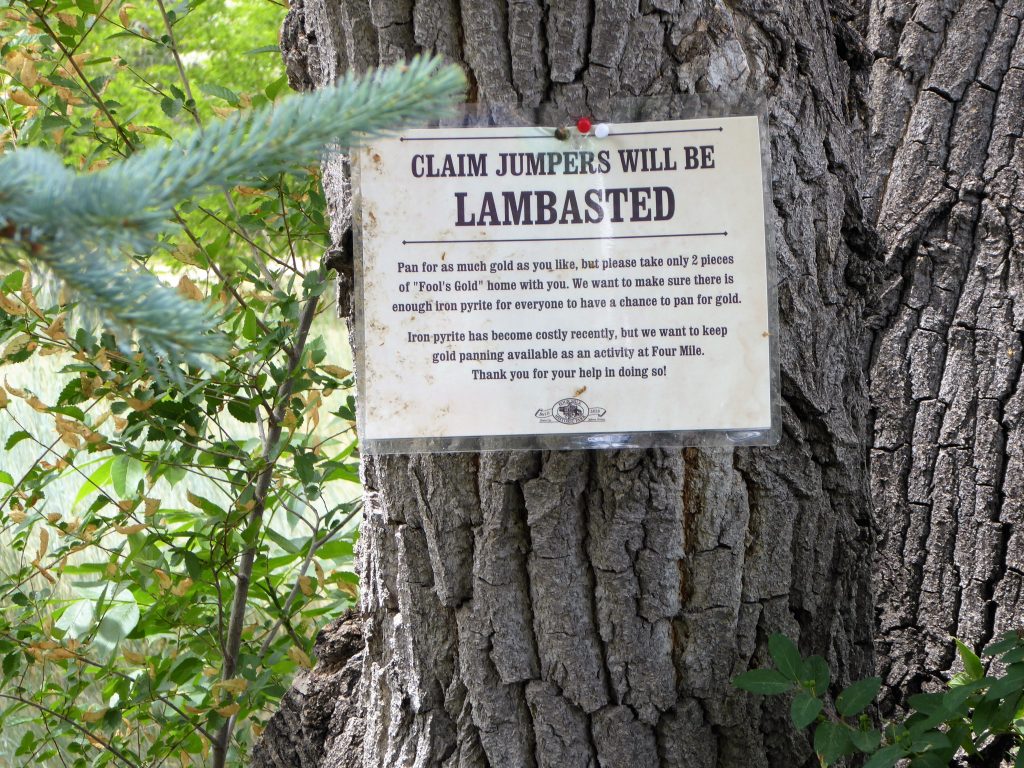 CLAIM JUMPERS WILL BE
LAMBASTED
Pan for as much gold as you like, but please take only 2 pieces
of "Fool's Gold" home with you. We want to make sure there is
enough iron pyrite for everyone to have a chance to pan for gold.
Iron pyrite has become costly recently, but we want to keep
gold panning available as an activity at Four Mile.
Thank you for your help in doing so!